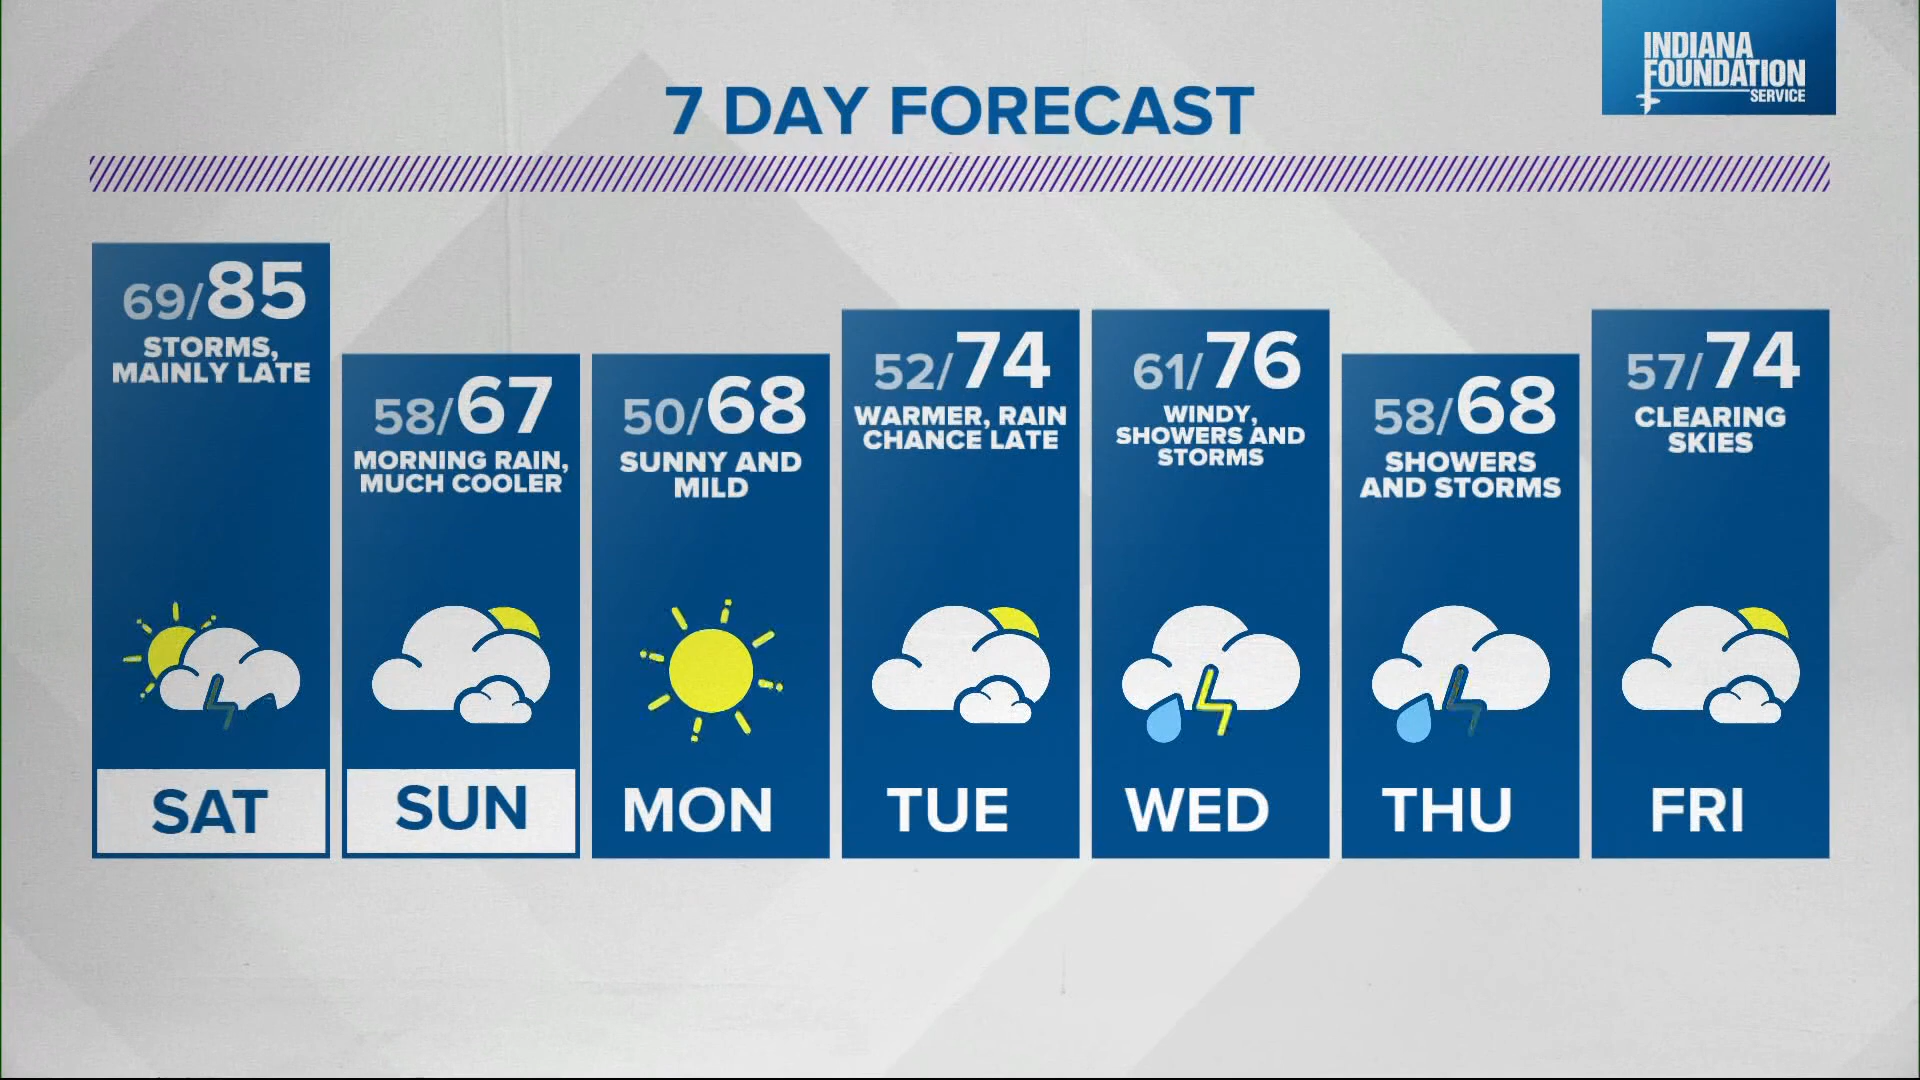 INDIANA
FOUNDATION
SERVICE
7 DAY FORECAST
69/85
STORMS,
MAINLY LATE
SAT
58/67
MORNING RAIN,
MUCH COOLER
SUN
50/68
SUNNY AND
MILD
MON
52/74
WARMER, RAIN
CHANCE LATE
TUE
61/76
WINDY,
SHOWERS AND
STORMS
WED
58/68
SHOWERS
AND STORMS
THU
57/74
CLEARING
SKIES
FRI